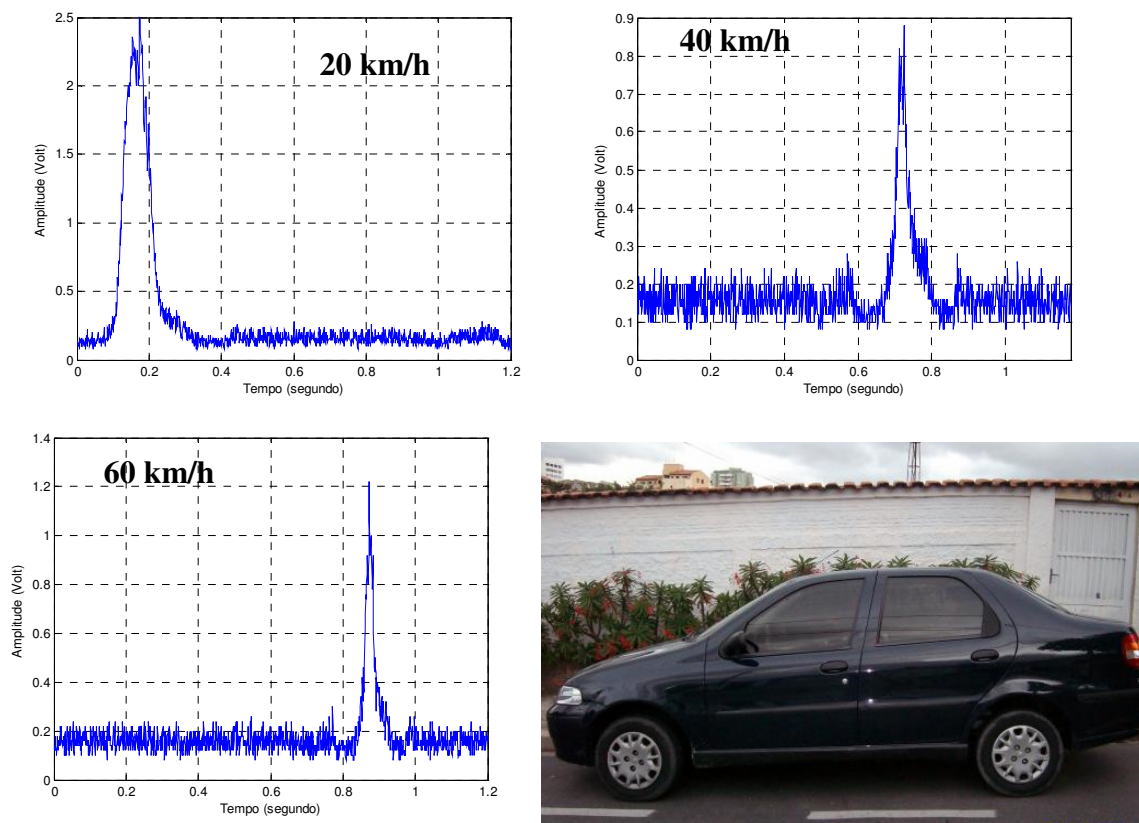 20 km/h
Amplitude (Volt)
2.5
2
1.5
1
0.5
0
0 0.2 0.4 0.6 0.8 1 1.2
Tempo (segundo)
40 km/h
Amplitude (Volt)
0.9
0.8
0.7
0.6
0.5
0.4
0.3
0.2
0.1
0
0 0.2 0.4 0.6 0.8 1
Tempo (segundo)
60 km/h
Amplitude (Volt)
1.4
1.2
1
0.8
0.6
0.4
0.2
0
0 0.2 0.4 0.6 0.8 1 1.2
Tempo (segundo)